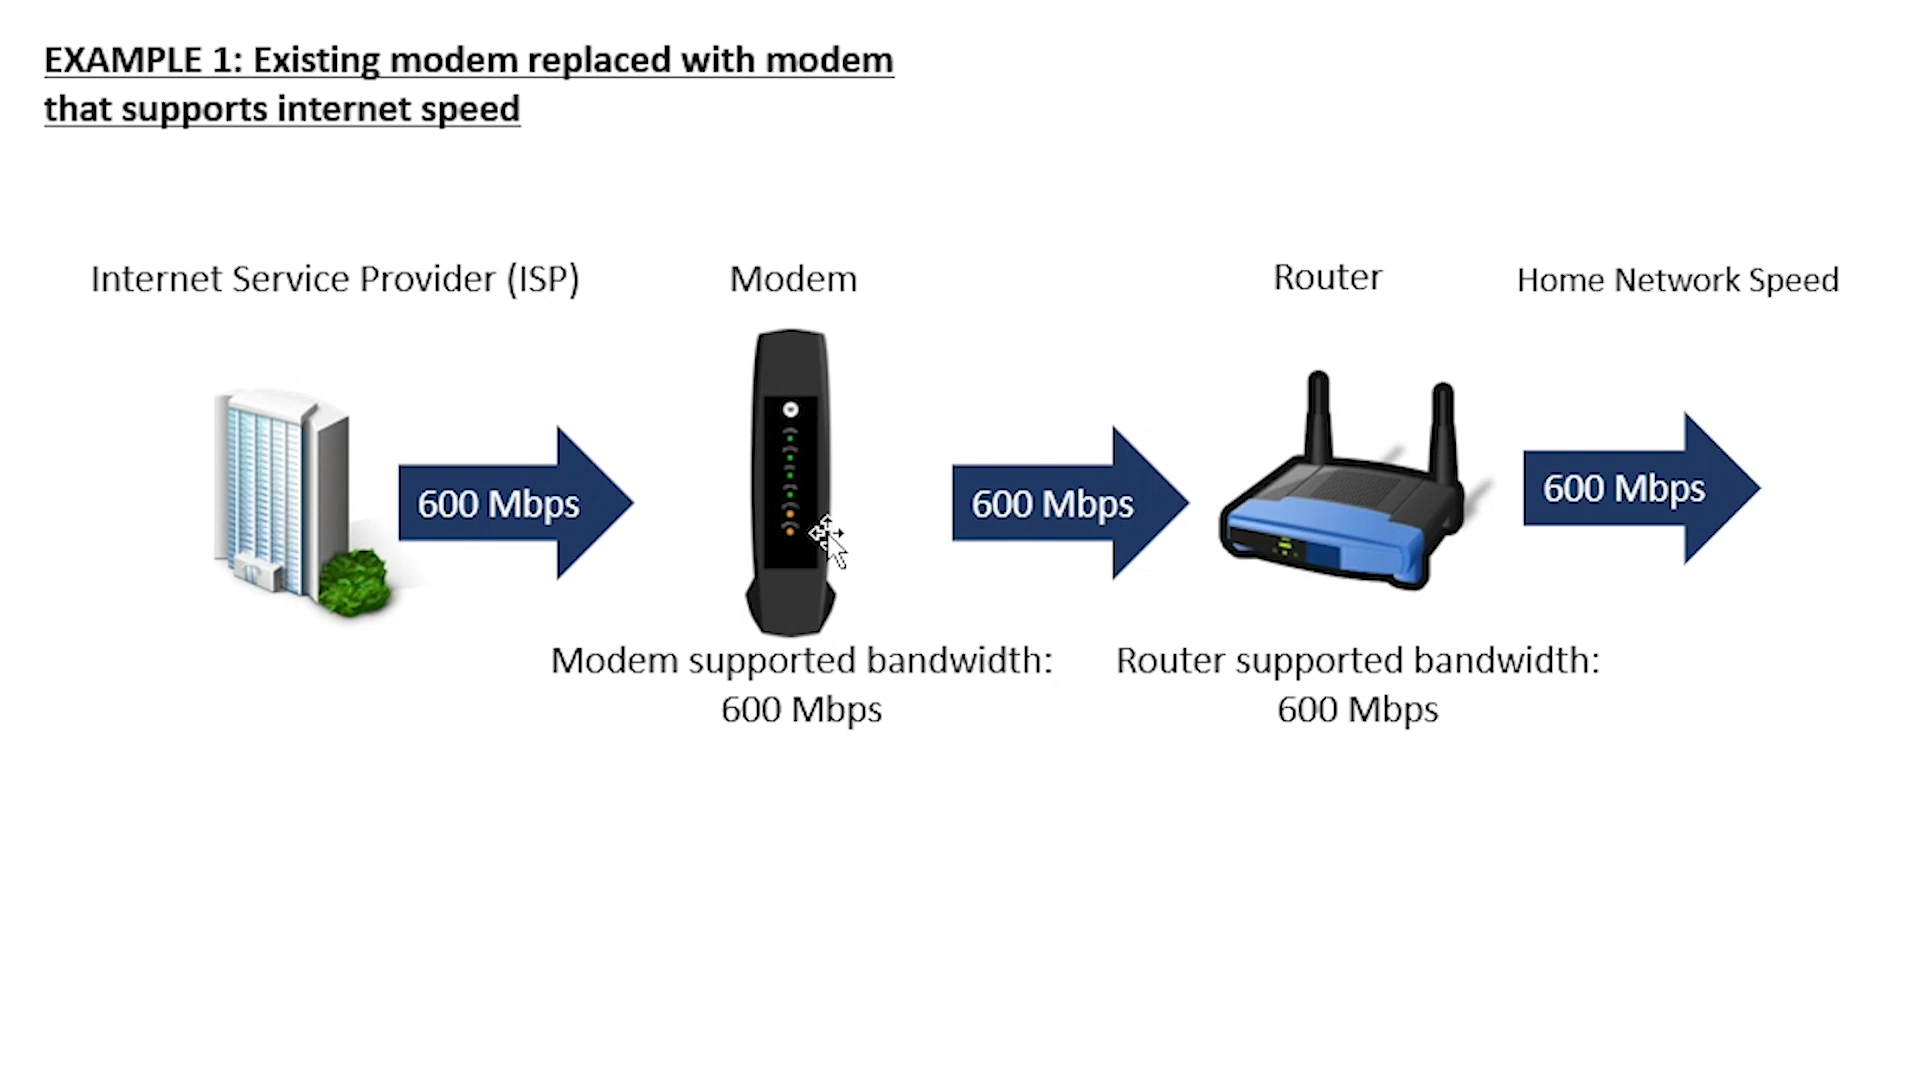 EXAMPLE 1: Existing modem replaced with modem
that supports internet speed
Internet Service Provider (ISP)
Modem
Router
Home Network Speed
600 Mbps
600 Mbps
600 Mbps
Modem supported bandwidth:
600 Mbps
Router supported bandwidth:
600 Mbps